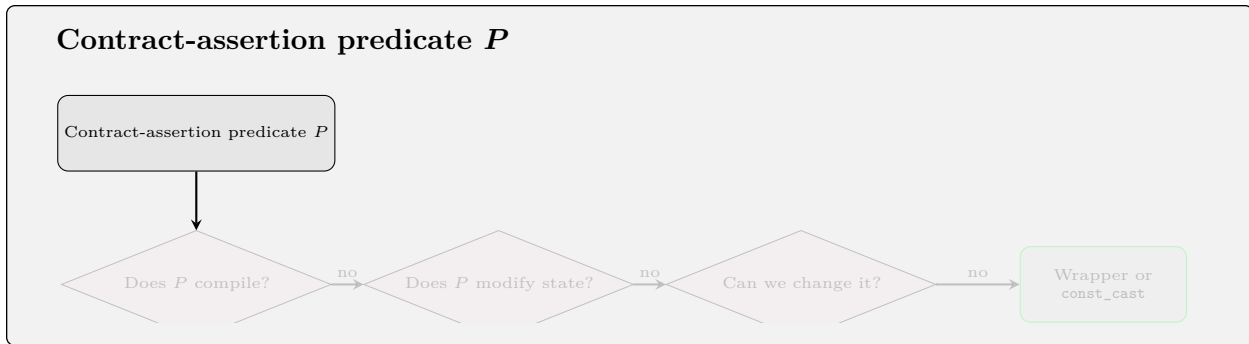 Contract-assertion predicate P
Contract-assertion predicate P
Does P compile?
no
Does P modify state?
no
Can we change it?
no
Wrapper or
const_cast